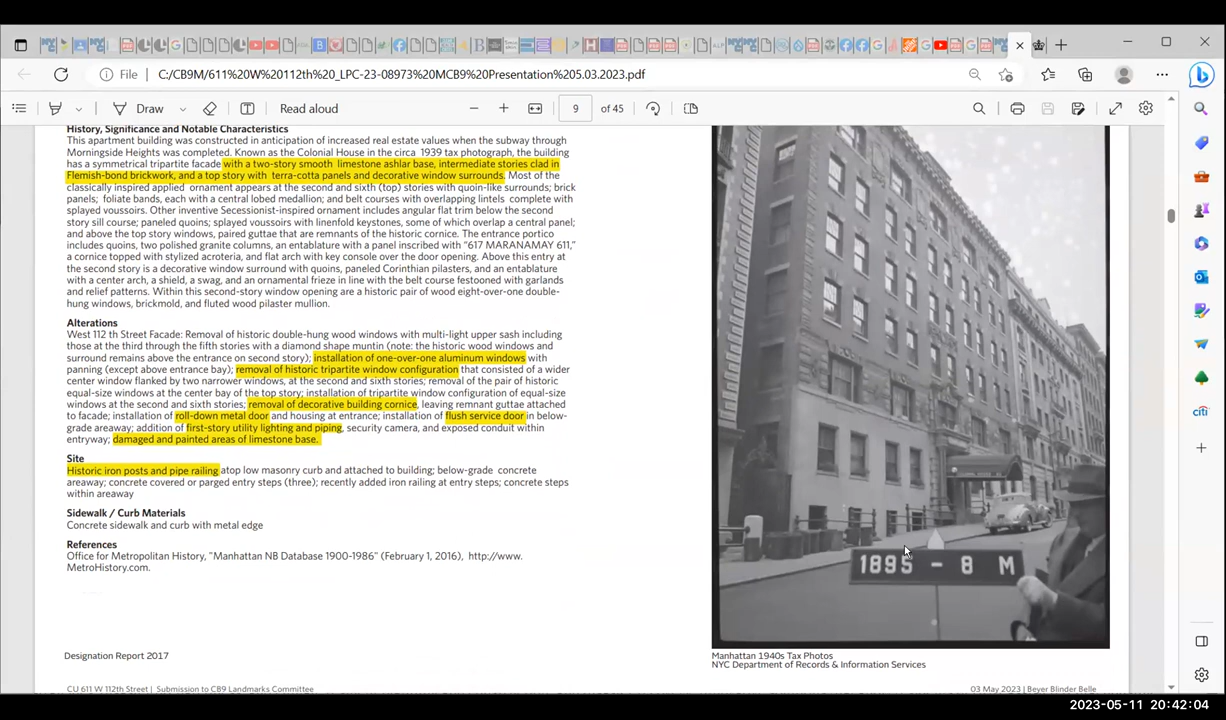 File
C:/CB9M/611%20W%20112th%20_LPC-23-08973%20MCB9%20Presentation%205.03.2023.pdf
Draw
Read aloud
9
of 45
History, Significance and Notable Characteristics
This apartment building was constructed in anticipation of increased real estate values when the subway through
Morningside Heights was completed. Known as the Colonial House in the circa 1939 tax photograph, the building
has a symmetrical tripartite facade with a two-story smooth limestone ashlar base, intermediate stories clad in
Flemish-bond brickwork, and a top story with terra-cotta panels and decorative window surrounds. Most of the
classically inspired applied ornament appears at the second and sixth (top) stories with quoin-like surrounds; brick
panels; foliate bands, each with a central lobed medallion; and belt courses with overlapping lintels complete with
splayed voussoirs. Other inventive Secessionist-inspired ornament includes angular flat trim below the second
story sill course; paneled quoins; splayed voussoirs with linenfold keystones, some of which overlap a central panel;
and above the top story windows, paired guttae that are remnants of the historic cornice. The entrance portico
includes quoins, two polished granite columns, an entablature with a panel inscribed with "617 MARANAMAY 611,"
a cornice topped with stylized acroteria, and flat arch with key console over the door opening. Above this entry at
the second story is a decorative window surround with quoins, paneled Corinthian pilasters, and an entablature
with a center arch, a shield, a swag, and an ornamental frieze in line with the belt course festooned with garlands
and relief patterns. Within this second-story window opening are a historic pair of wood eight-over-one double-
hung windows, brickmold, and fluted wood pilaster mullion.
Alterations
West 112 th Street Facade: Removal of historic double-hung wood windows with multi-light upper sash including
those at the third through the fifth stories with a diamond shape muntin (note: the historic wood windows and
surround remains above the entrance on second story); installation of one-over-one aluminum windows with
panning (except above entrance bay); removal of historic tripartite window configuration that consisted of a wider
center window flanked by two narrower windows, at the second and sixth stories; removal of the pair of historic
equal-size windows at the center bay of the top story; installation of tripartite window configuration of equal-size
windows at the second and sixth stories; removal of decorative building cornice, leaving remnant guttae attached
to facade; installation of roll-down metal door and housing at entrance; installation of flush service door in below-
grade areaway; addition of first-story utility lighting and piping, security camera, and exposed conduit within
entryway; damaged and painted areas of limestone base.
Site
Historic iron posts and pipe railing atop low masonry curb and attached to building; below-grade concrete
areaway; concrete covered or parged entry steps (three); recently added iron railing at entry steps; concrete steps
within areaway
Sidewalk / Curb Materials
Concrete sidewalk and curb with metal edge
References
Office for Metropolitan History, "Manhattan NB Database 1900-1986" (February 1, 2016), http://www.
MetroHistory.com.
1895 - 8 M
Designation Report 2017
Manhattan 1940s Tax Photos
NYC Department of Records & Information Services
CU 611 W 112th Street | Submission to CB9 Landmarks Committee
03 May 2023 | Beyer Blinder Belle
citi
2023-05-11 20:42:04